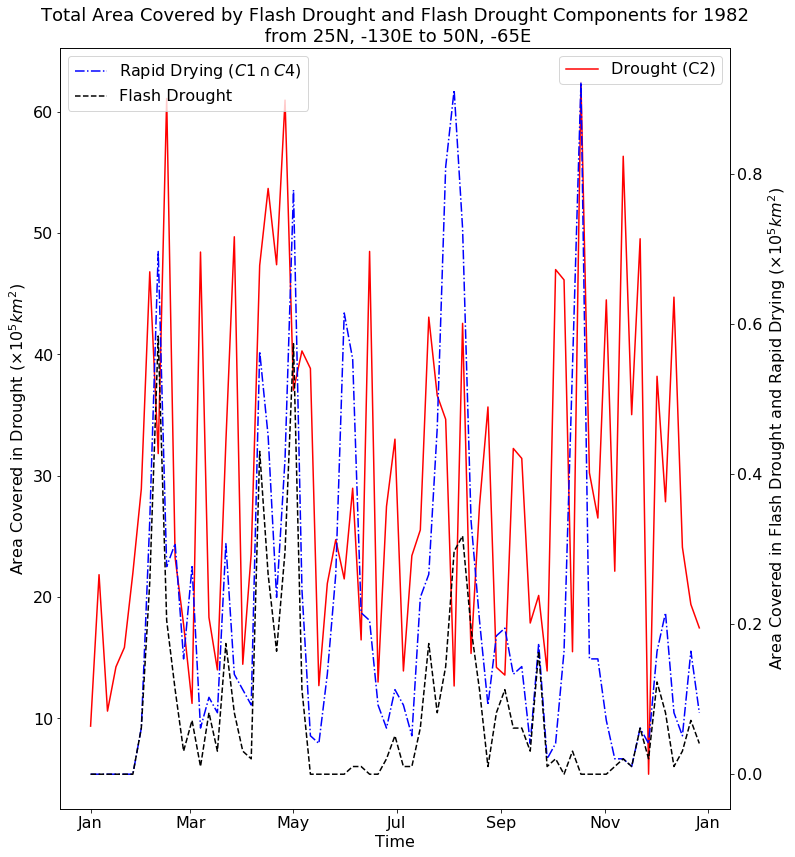 Total Area Covered by Flash Drought and Flash Drought Components for 1982
from 25N, -130E to 50N, -65E
Rapid Drying (C1 ∩ C4)
Flash Drought
Drought (C2)
Area Covered in Drought (×10⁵km²)
60
50
40
30
20
10
Area Covered in Flash Drought and Rapid Drying (×10⁵km²)
0.8
0.6
0.4
0.2
0.0
Jan Mar May Jul Sep Nov Jan
Time